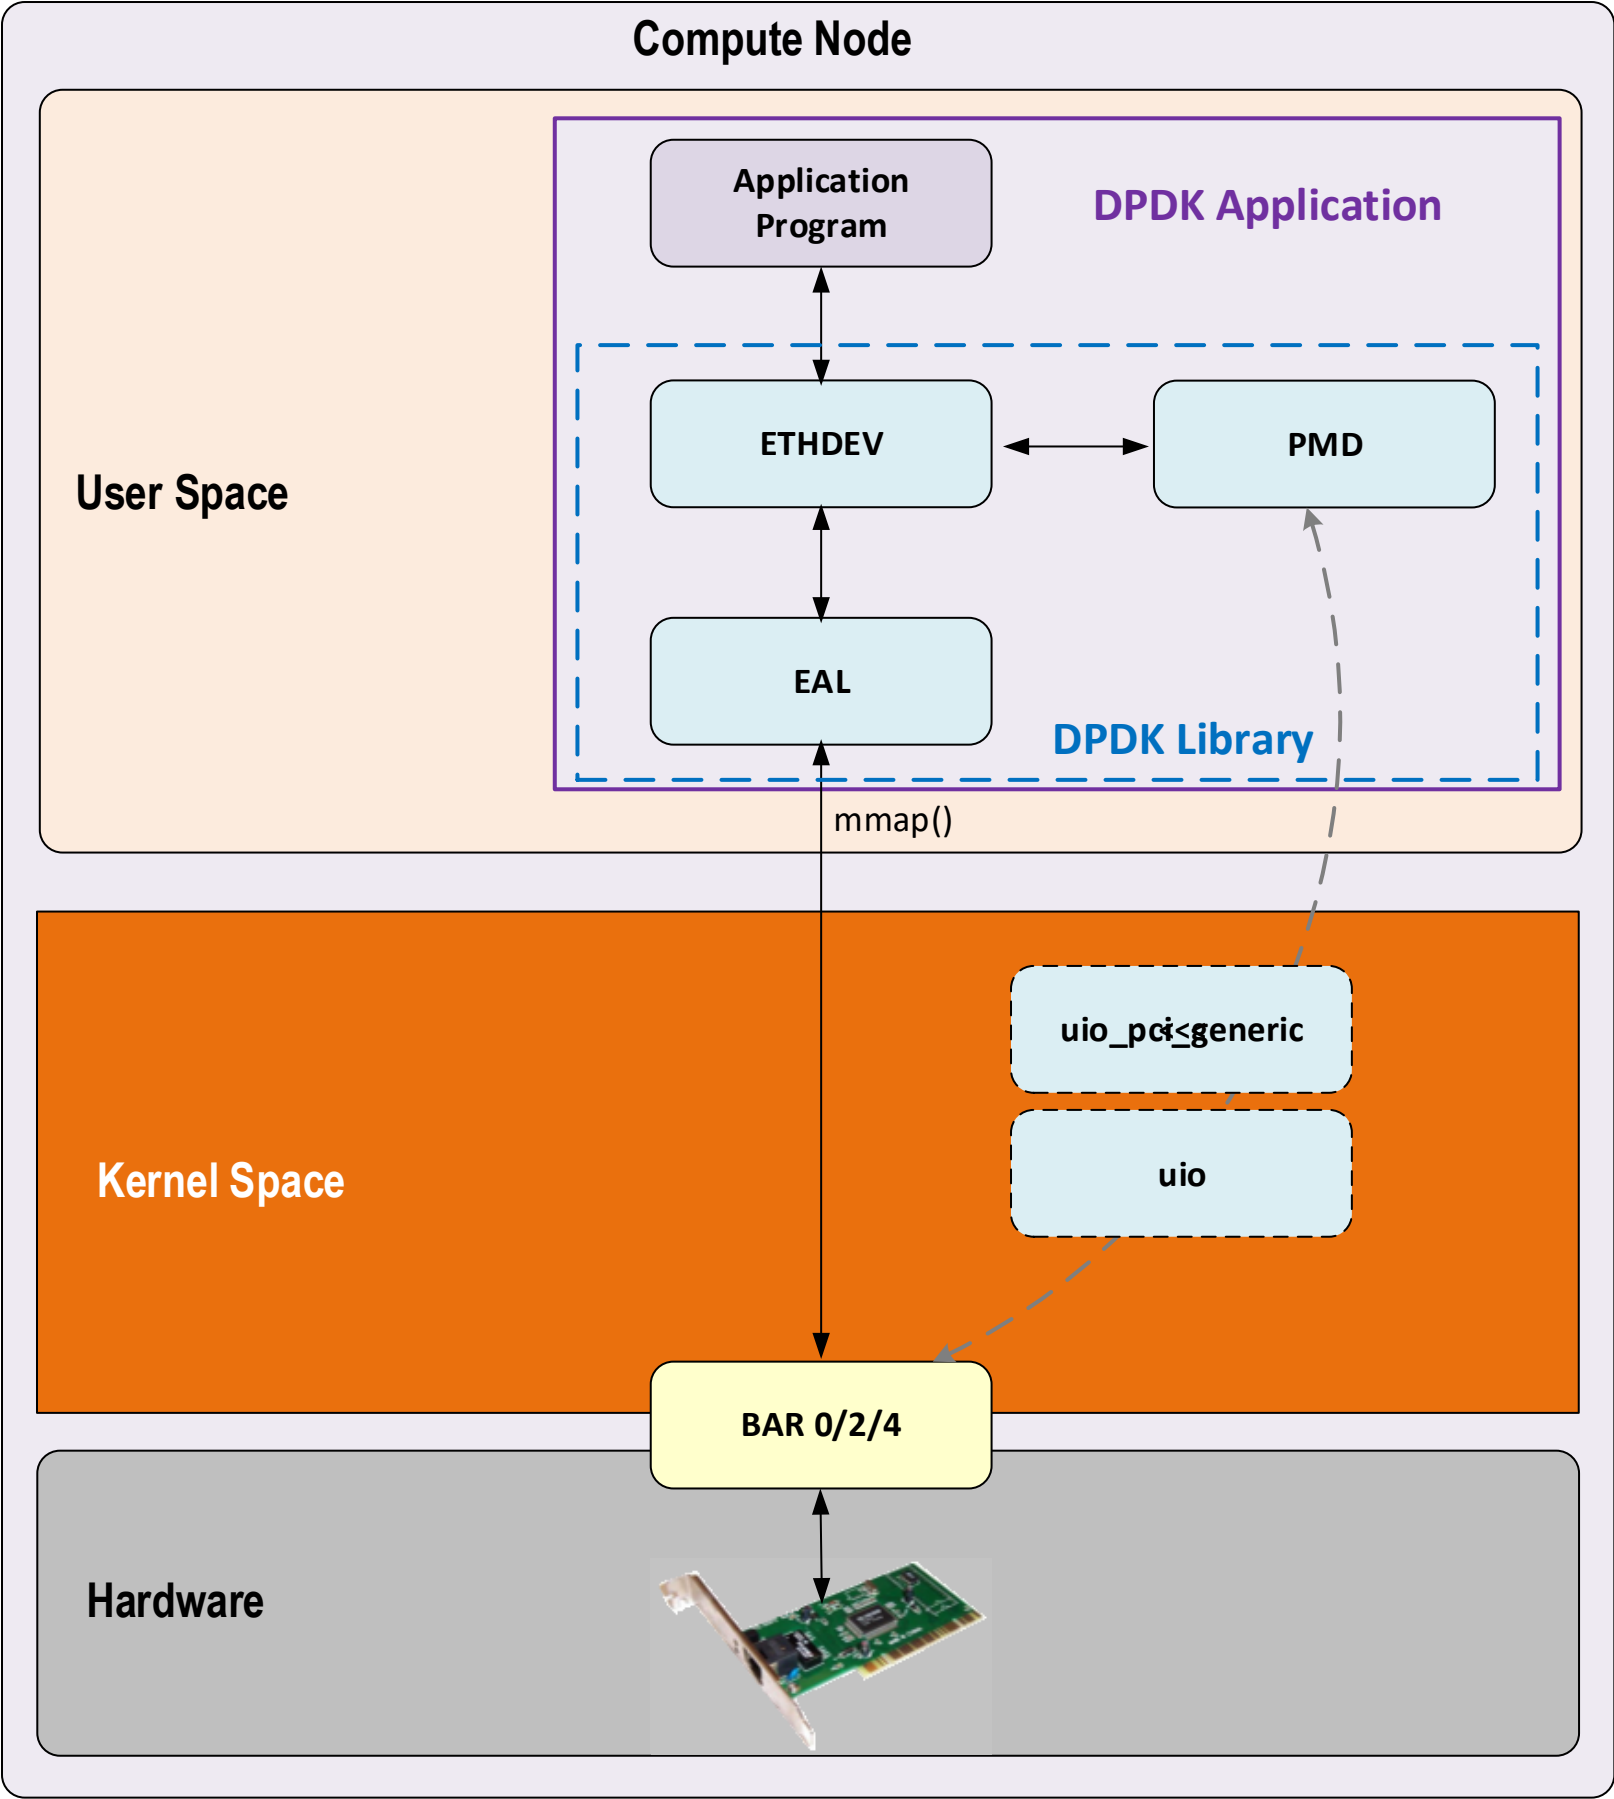 Compute Node
Application
Program
DPDK Application
ETHDEV
PMD
User Space
EAL
DPDK Library
mmap()
uio_pci_generic
<<
uio
Kernel Space
BAR 0/2/4
Hardware